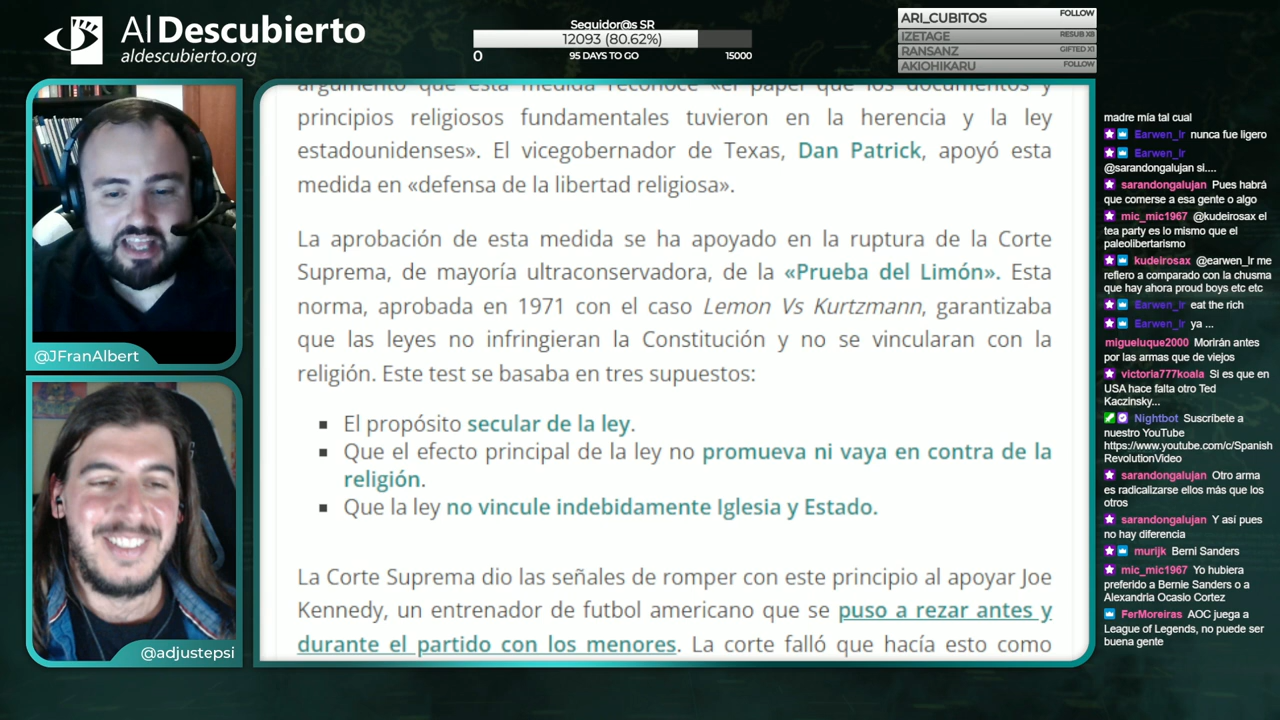 Al Descubierto
aldescubierto.org
Seguidor@s SR
12093 (80.62%)
0
95 DAYS TO GO
15000
ARI_CUBITOS FOLLOW
IZETAGE RESUB X8
RANSANZ GIFTED X1
AKIOHIKARU FOLLOW
@JFranAlbert
@adjustepsi
argumento que esta medida reconoce «el papel que los documentos y
principios religiosos fundamentales tuvieron en la herencia y la ley
estadounidenses». El vicegobernador de Texas, Dan Patrick, apoyó esta
medida en «defensa de la libertad religiosa».
La aprobación de esta medida se ha apoyado en la ruptura de la Corte
Suprema, de mayoría ultraconservadora, de la «Prueba del Limón». Esta
norma, aprobada en 1971 con el caso Lemon Vs Kurtzmann, garantizaba
que las leyes no infringieran la Constitución y no se vincularan con la
religión. Este test se basaba en tres supuestos:
▪ El propósito secular de la ley.
▪ Que el efecto principal de la ley no promueva ni vaya en contra de la
religión.
▪ Que la ley no vincule indebidamente Iglesia y Estado.
La Corte Suprema dio las señales de romper con este principio al apoyar Joe
Kennedy, un entrenador de futbol americano que se puso a rezar antes y
durante el partido con los menores. La corte falló que hacía esto como
madre mía tal cual
Earwen_lr nunca fue ligero
Earwen_lr
@sarandongalujan si....
sarandongalujan Pues habrá
que comerse a esa gente o algo
mic_mic1967 @kudeirosax el
tea party es lo mismo que el
paleolibertarismo
kudeirosax @earwen_lr me
refiero a comparado con la chusma
que hay ahora proud boys etc etc
Earwen_lr eat the rich
Earwen_lr ya ...
migueluque2000 Morirán antes
por las armas que de viejos
victoria777koala Si es que en
USA hace falta otro Ted
Kaczinsky...
Nightbot Suscríbete a
nuestro YouTube
https://www.youtube.com/c/Spanish
RevolutionVideo
sarandongalujan Otro arma
es radicalizarse ellos más que los
otros
sarandongalujan Y así pues
no hay diferencia
murijk BernI Sanders
mic_mic1967 Yo hubiera
preferido a Bernie Sanders o a
Alexandria Ocasio Cortez
FerMoreiras AOC juega a
League of Legends, no puede ser
buena gente